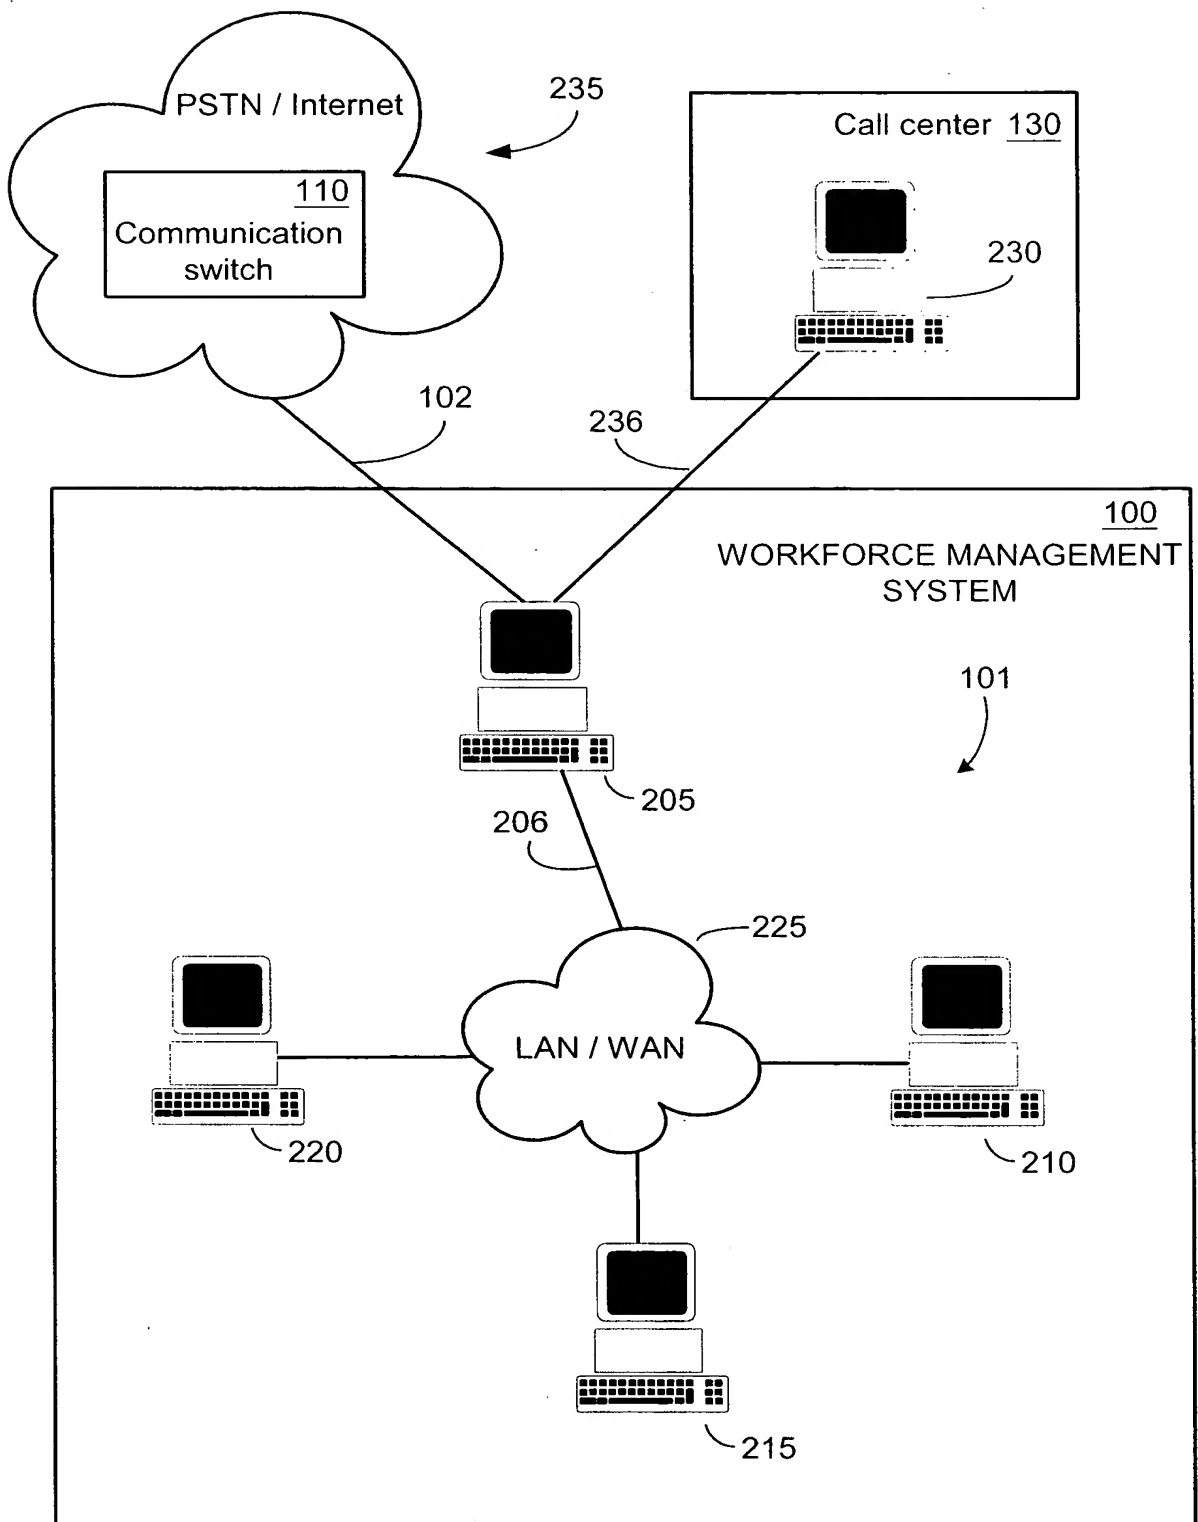 PSTN / Internet
235
110
Communication
switch
Call center 130
230
102
236
100
WORKFORCE MANAGEMENT
SYSTEM
101
205
206
225
LAN / WAN
220
210
215